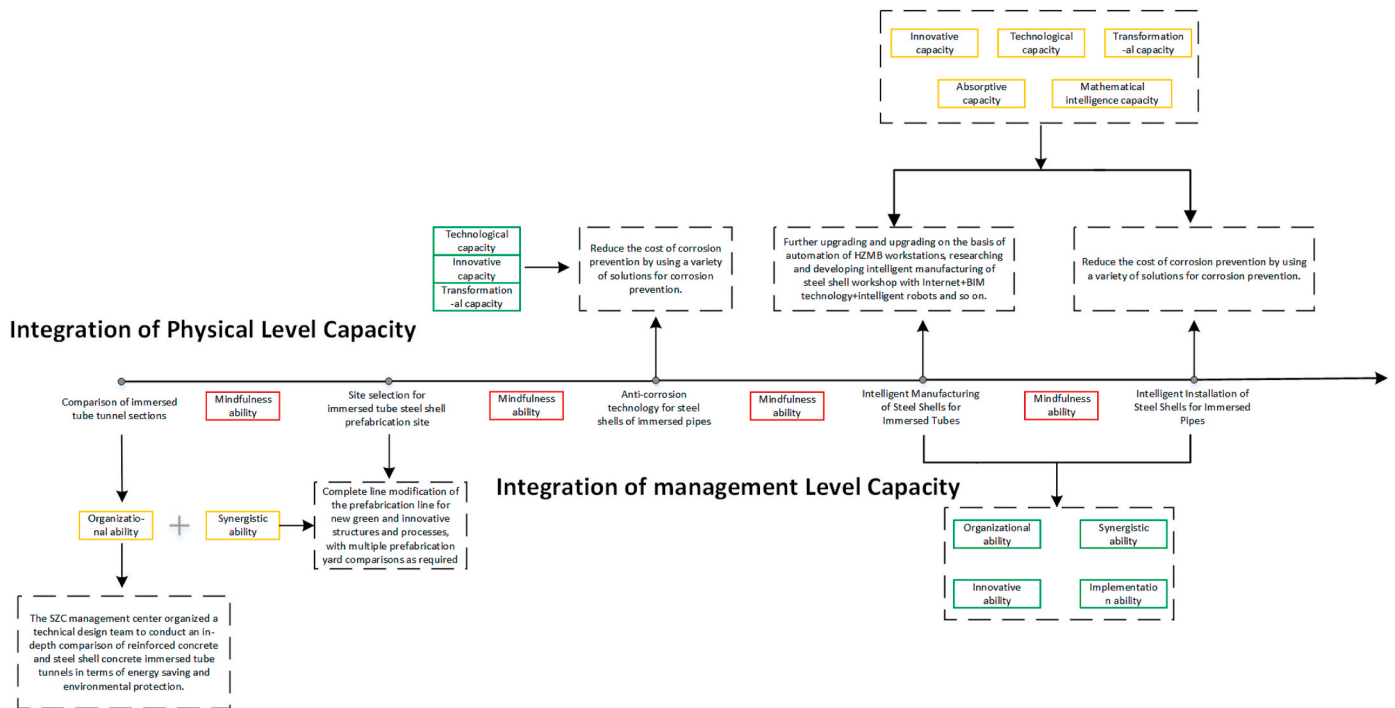 Innovative
capacity
Technological
capacity
Transformation
-al capacity
Absorptive
capacity
Mathematical
intelligence capacity
Technological
capacity
Innovative
capacity
Transformation
-al capacity
Reduce the cost of corrosion
prevention by using a variety
of solutions for corrosion
prevention.
Further upgrading and upgrading on the basis of
automation of HZMB workstations, researching
and developing intelligent manufacturing of
steel shell workshop with Internet+BIM
technology+intelligent robots and so on.
Reduce the cost of corrosion prevention by using
a variety of solutions for corrosion prevention.
Integration of Physical Level Capacity
Comparison of immersed
tube tunnel sections
Mindfulness
ability
Site selection for
immersed tube steel shell
prefabrication site
Mindfulness
ability
Anti-corrosion
technology for steel
shells of immersed pipes
Mindfulness
ability
Intelligent Manufacturing
of Steel Shells for
Immersed Tubes
Mindfulness
ability
Intelligent Installation of
Steel Shells for Immersed
Pipes
Integration of management Level Capacity
Organizatio-
nal ability
Synergistic
ability
Complete line modification of
the prefabrication line for
new green and innovative
structures and processes,
with multiple prefabrication
yard comparisons as required
Organizational
ability
Synergistic
ability
Innovative
ability
Implementatio
n ability
The SZC management center organized a
technical design team to conduct an in-
depth comparison of reinforced concrete
and steel shell concrete immersed tube
tunnels in terms of energy saving and
environmental protection.